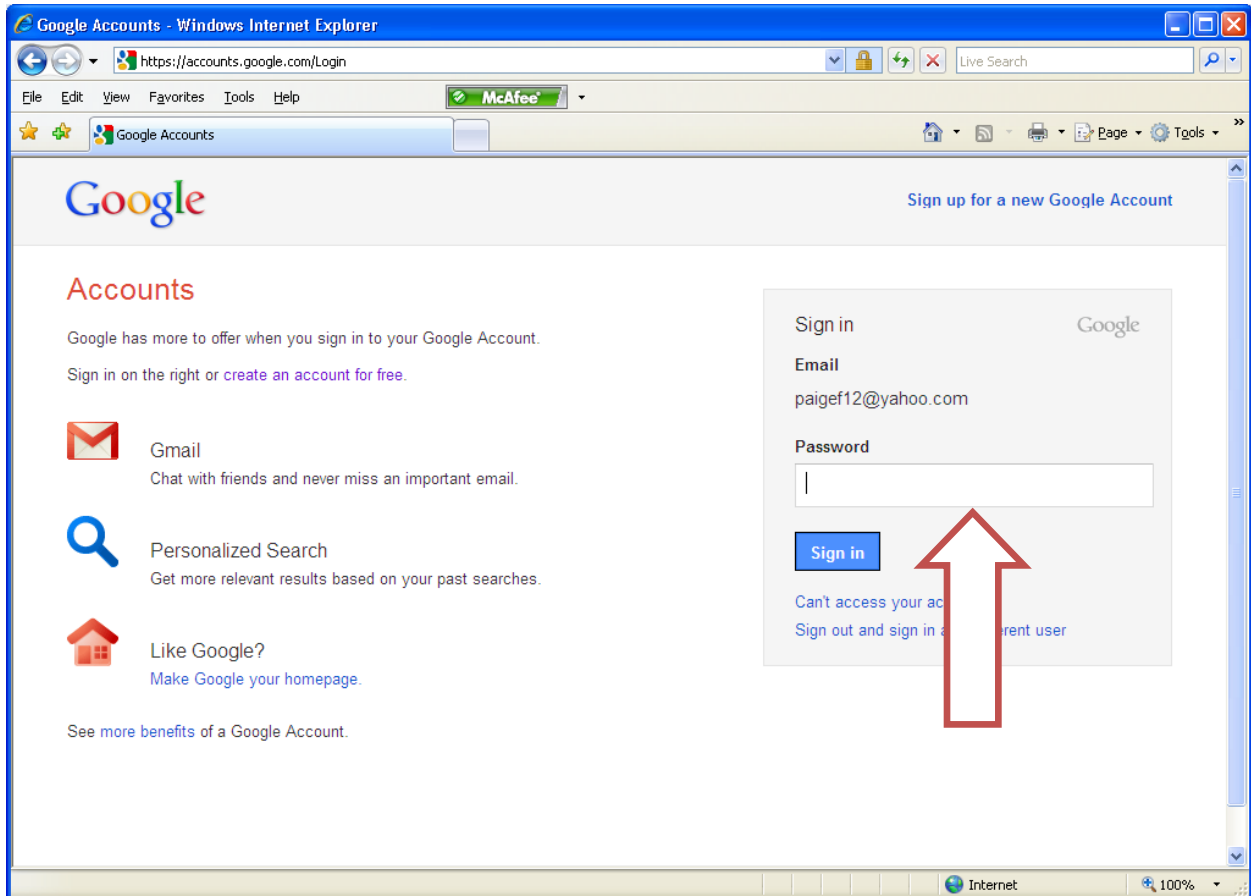 Google Accounts - Windows Internet Explorer
https://accounts.google.com/Login
Live Search
File Edit View Favorites Tools Help
McAfee
Google Accounts
Page Tools
Google
Sign up for a new Google Account
Accounts
Google has more to offer when you sign in to your Google Account.
Sign in on the right or create an account for free.
Gmail
Chat with friends and never miss an important email.
Personalized Search
Get more relevant results based on your past searches.
Like Google?
Make Google your homepage.
See more benefits of a Google Account.
Sign in Google
Email
paigef12@yahoo.com
Password
Sign in
Can't access your
Sign out and sign in user
Internet 100%